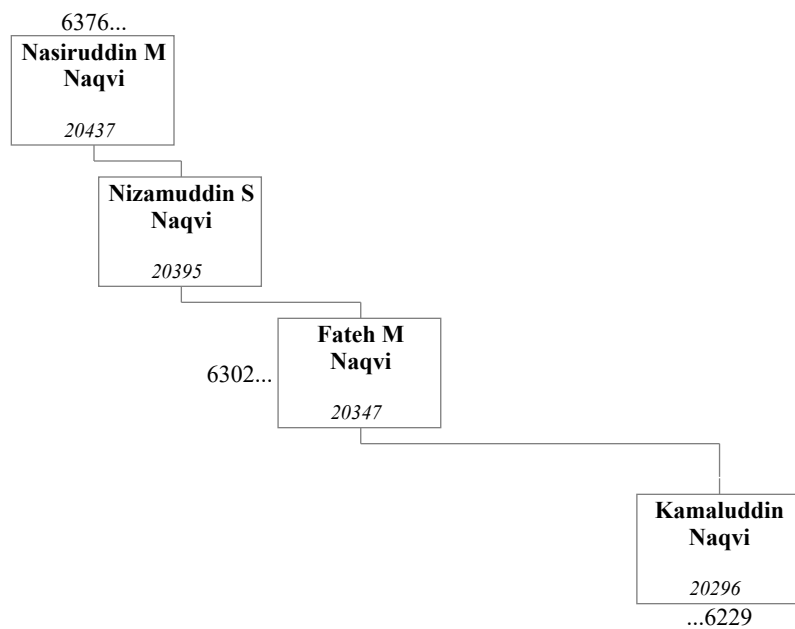 6376...
Nasiruddin M
Naqvi
20437
Nizamuddin S
Naqvi
20395
Fateh M
Naqvi
6302...
20347
Kamaluddin
Naqvi
20296
...6229